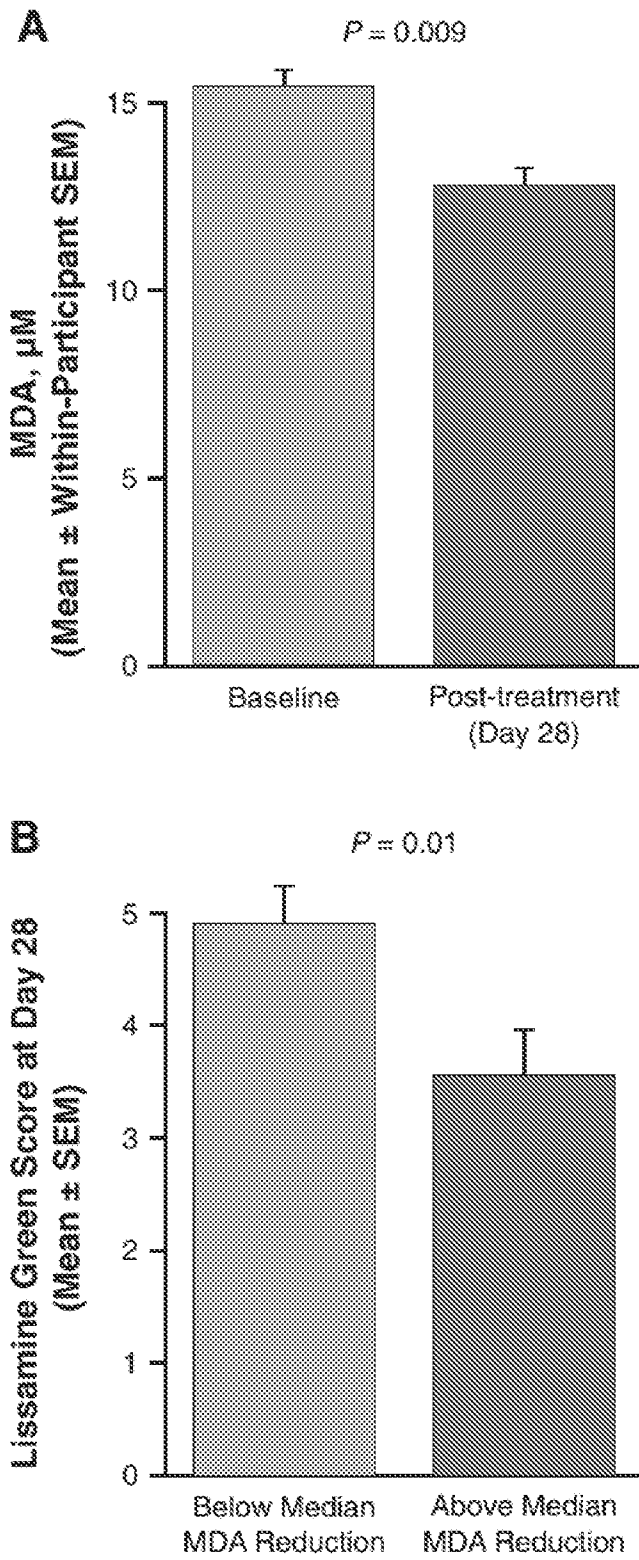 A
P = 0.009
MDA, µM
(Mean ± Within-Participant SEM)
15
10
5
0
Baseline
Post-treatment
(Day 28)
B
P = 0.01
Lissamine Green Score at Day 28
(Mean ± SEM)
5
4
3
2
1
0
Below Median
MDA Reduction
Above Median
MDA Reduction